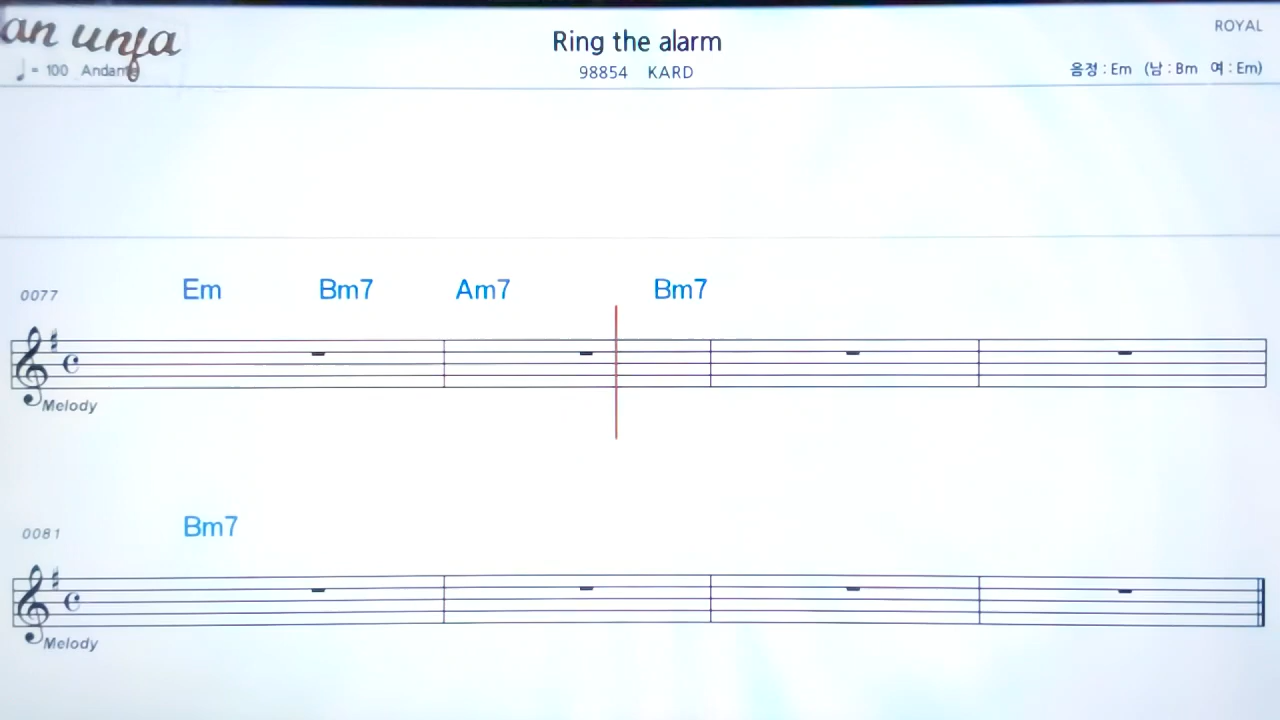 an unfa
Ring the alarm
ROYAL
♩= 100 Andante
98854 KARD
음정 : Em (남 : Bm 여 : Em)
0077 Em Bm7 Am7 Bm7
Melody
0081 Bm7
Melody